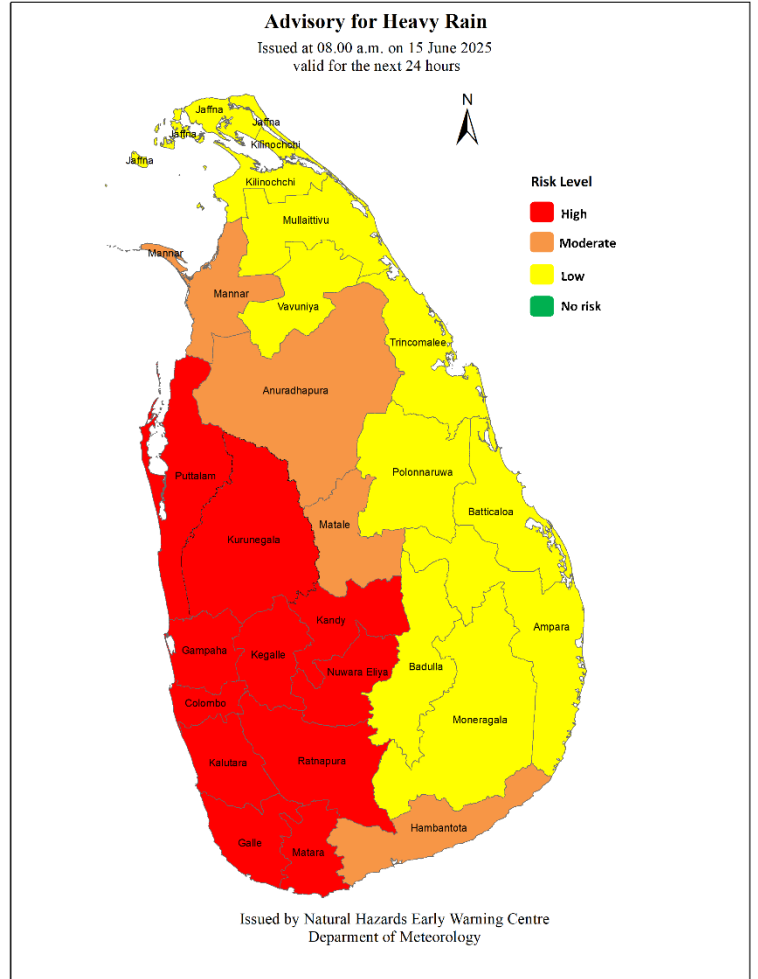 Advisory for Heavy Rain
Issued at 08.00 a.m. on 15 June 2025
valid for the next 24 hours
N
Jaffna
Jaffna
Jaffna
Jaffna
Kilinochchi
Kilinochchi
Mullaittivu
Mannar
Mannar
Vavuniya
Trincomalee
Anuradhapura
Polonnaruwa
Puttalam
Batticaloa
Matale
Kurunegala
Kandy
Ampara
Gampaha
Kegalle
Badulla
Nuwara Eliya
Colombo
Moneragala
Kalutara
Ratnapura
Hambantota
Galle
Matara
Risk Level
High
Moderate
Low
No risk
Issued by Natural Hazards Early Warning Centre
Deparment of Meteorology